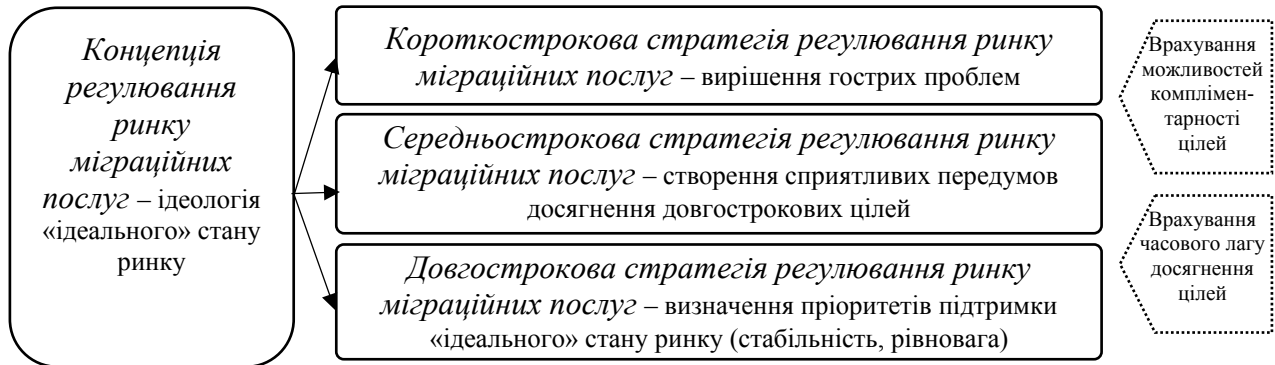 Концепція
регулювання
ринку
міграційних
послуг – ідеологія
«ідеального» стану
ринку
Короткострокова стратегія регулювання ринку
міграційних послуг – вирішення гострих проблем
Середньострокова стратегія регулювання ринку
міграційних послуг – створення сприятливих передумов
досягнення довгострокових цілей
Довгострокова стратегія регулювання ринку
міграційних послуг – визначення пріоритетів підтримки
«ідеального» стану ринку (стабільність, рівновага)
Врахування
можливостей
комплімен-
тарності
цілей
Врахування
часового лагу
досягнення
цілей